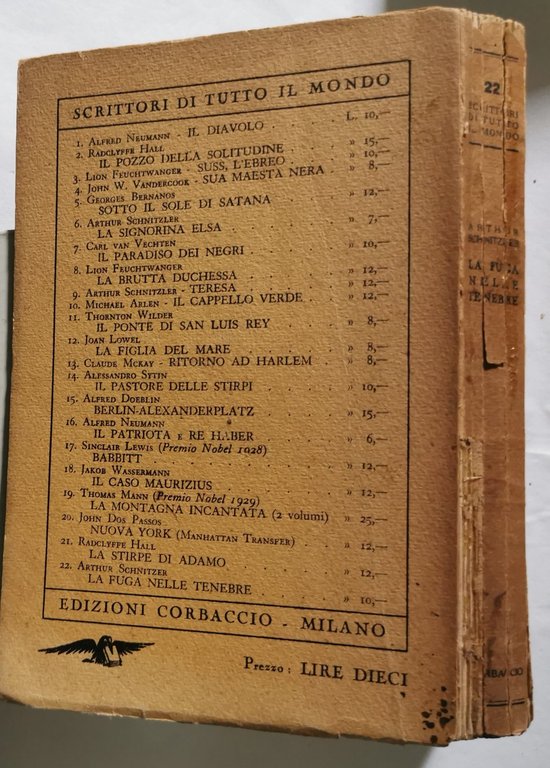 SCRITTORI DI TUTTO IL MONDO
1. ALFRED NEUMANN - IL DIAVOLO . . . L. 10,—
2. RADCLYFFE HALL
IL POZZO DELLA SOLITUDINE . . » 15,—
3. LION FEUCHTWANGER - SUSS, L'EBREO . . » 10,—
4. JOHN W. VANDERCOOK - SUA MAESTA NERA . » 8,—
5. GEORGES BERNANOS
SOTTO IL SOLE DI SATANA . . . » 12,—
6. ARTHUR SCHNITZLER
LA SIGNORINA ELSA . . . . » 7,—
7. CARL VAN VECHTEN
IL PARADISO DEI NEGRI . . . » 10,—
8. LION FEUCHTWANGER
LA BRUTTA DUCHESSA . . . . » 12,—
9. ARTHUR SCHNITZLER - TERESA . . . » 12,—
10. MICHAEL ARLEN - IL CAPPELLO VERDE . . » 12,—
11. THORNTON WILDER
IL PONTE DI SAN LUIS REY . . . » 8,—
12. JOAN LOWEL
LA FIGLIA DEL MARE . . . . » 8,—
13. CLAUDE MCKAY - RITORNO AD HARLEM . . » 8,—
14. ALESSANDRO SYTIN
IL PASTORE DELLE STIRPI . . . » 10,—
15. ALFRED DOEBLIN
BERLIN-ALEXANDERPLATZ . . . » 15,—
16. ALFRED NEUMANN
IL PATRIOTA e RE HABER . . . » 6,—
17. SINCLAIR LEWIS (Premio Nobel 1928)
BABBITT . . . . . » 12,—
18. JAKOB WASSERMANN
IL CASO MAURIZIUS . . . . » 12,—
19. THOMAS MANN (Premio Nobel 1929)
LA MONTAGNA INCANTATA (2 volumi) . » 25,—
20. JOHN DOS PASSOS
NUOVA YORK (MANHATTAN TRANSFER) . . » 12,—
21. RADCLYFFE HALL
LA STIRPE DI ADAMO . . . . » 12,—
22. ARTHUR SCHNITZER
LA FUGA NELLE TENEBRE . . . » 10,—
EDIZIONI CORBACCIO - MILANO
Prezzo: LIRE DIECI
22
SCRITTORI
DI TUTTO
IL MONDO
ARTHUR
SCHNITZLER
LA FUGA
NELLE
TENEBRE